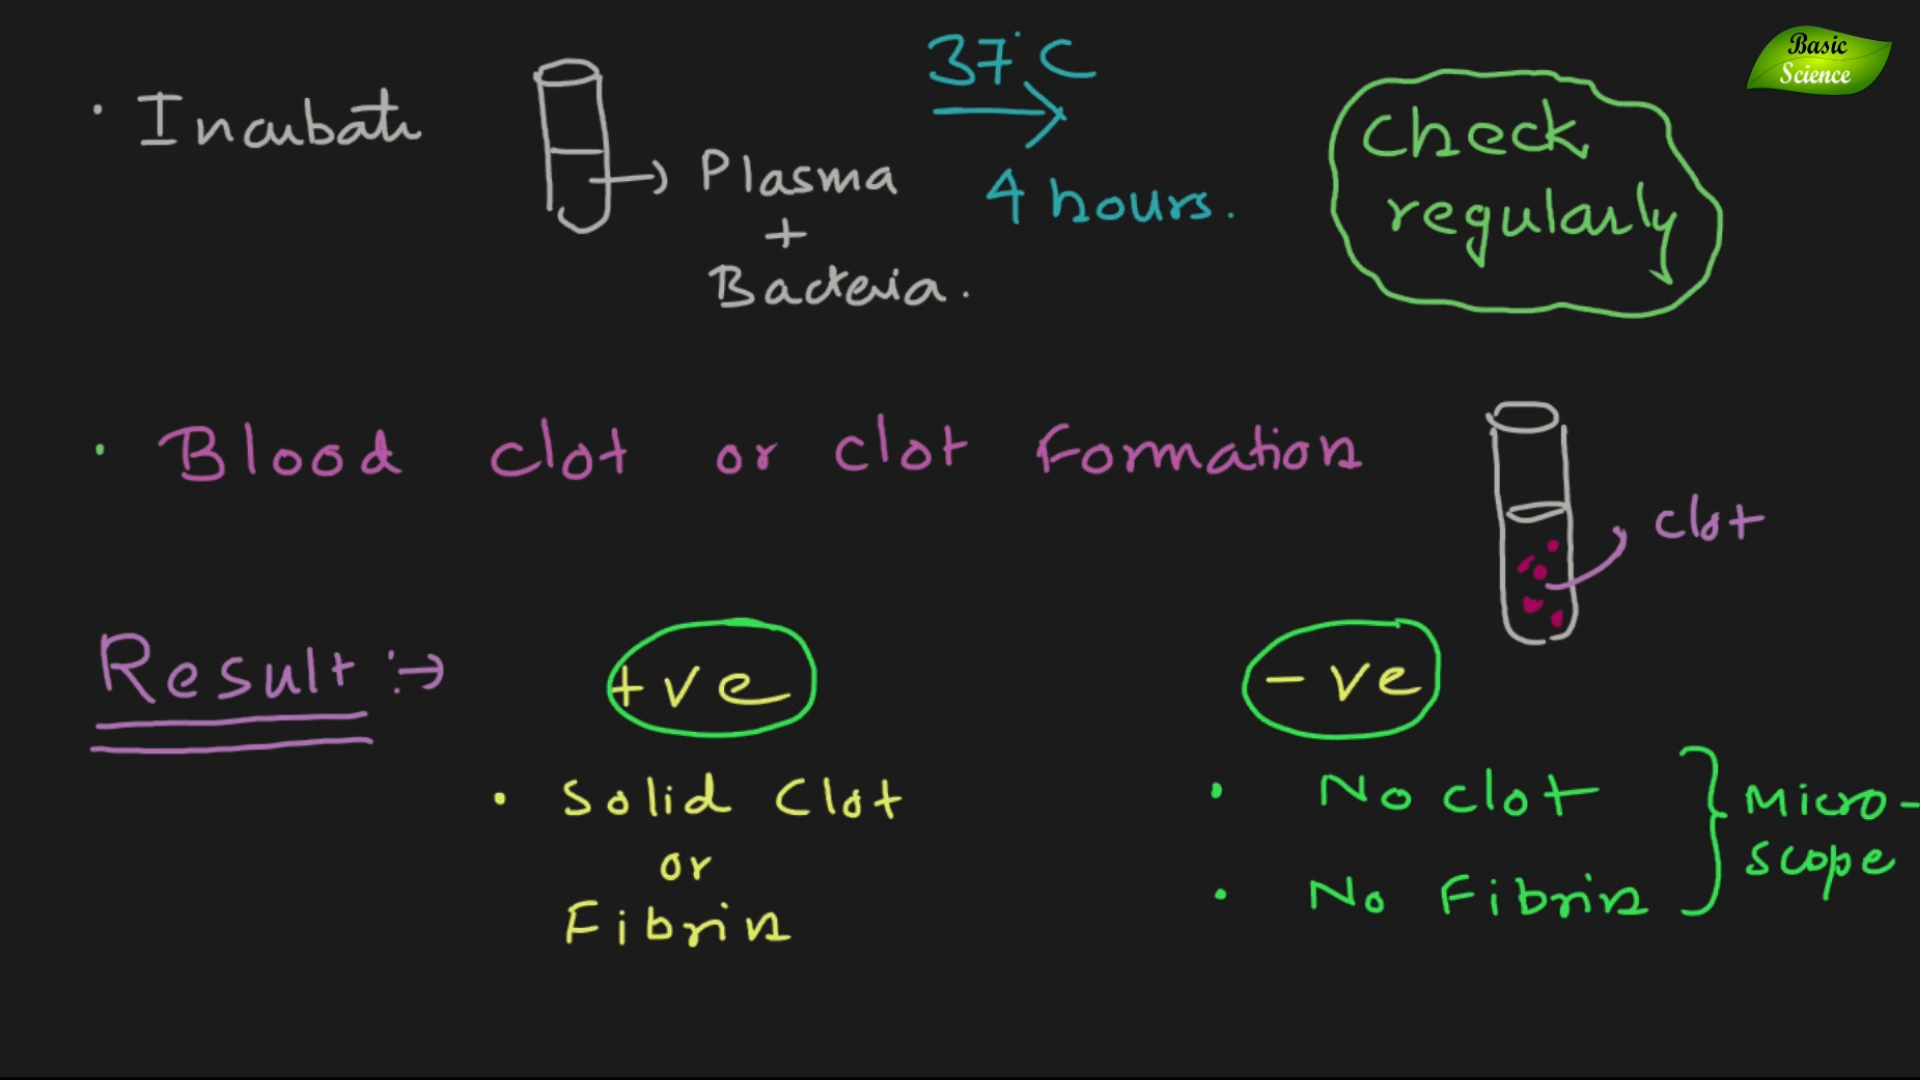 Basic
Science
37°C
• Incubate
Plasma
+
Bacteria.
4 hours.
Check
regularly
• Blood clot or clot Formation
clot
Result :→
+ve
-ve
• Solid Clot
or
Fibrin
• No clot
• No Fibrin
Micro-
scope